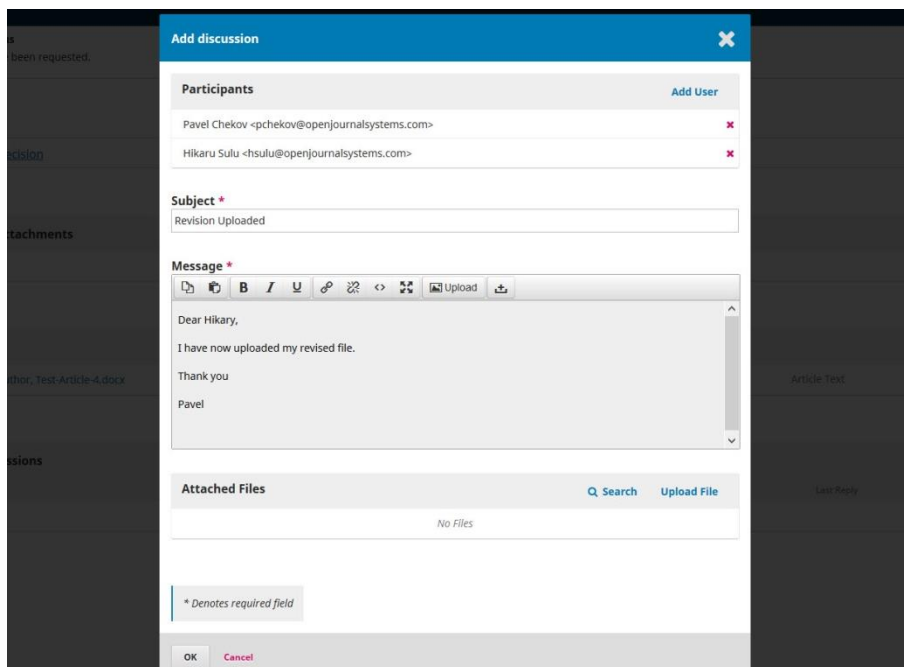 Add discussion
been requested.
Participants
Add User
Pavel Chekov <pchekov@openjournalsystems.com>
Hikaru Sulu <hsulu@openjournalsystems.com>
ecision
Subject *
Revision Uploaded
ttachments
Message *
B I U Upload
Dear Hikary,
I have now uploaded my revised file.
Thank you
Pavel
thor, Test-Article-4.docx
Article Text
ssions
Attached Files
Search
Upload File
Last Reply
No Files
* Denotes required field
OK
Cancel